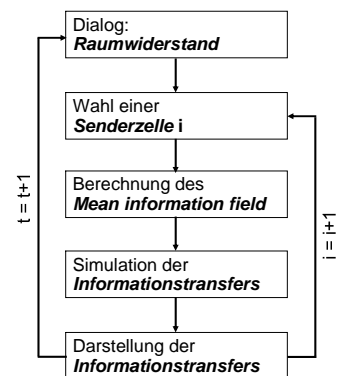 Dialog:
Raumwiderstand
Wahl einer
Senderzelle i
Berechnung des
Mean information field
Simulation der
Informationstransfers
Darstellung der
Informationstransfers
t = t+1
i = i+1